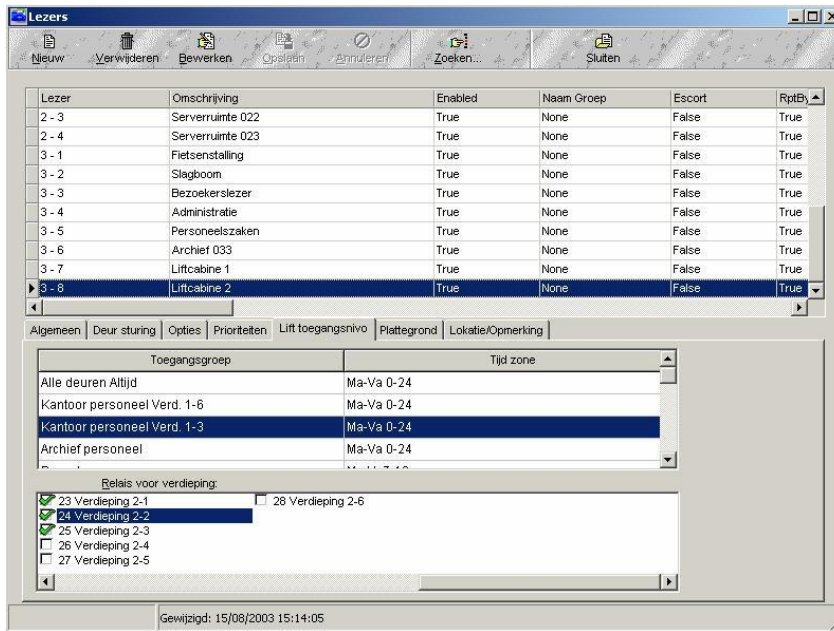 Lezers
Nieuw Verwijderen Bewerken Opslaan Annuleren Zoeken... Sluiten
Lezer Omschrijving Enabled Naam Groep Escort RptBy
2 - 3 Serverruimte 022 True None False True
2 - 4 Serverruimte 023 True None False True
3 - 1 Fietsenstalling True None False True
3 - 2 Slagboom True None False True
3 - 3 Bezoekerslezer True None False True
3 - 4 Administratie True None False True
3 - 5 Personeelszaken True None False True
3 - 6 Archief 033 True None False True
3 - 7 Liftcabine 1 True None False True
3 - 8 Liftcabine 2 True None False True
Algemeen Deur sturing Opties Prioriteiten Lift toegangsnivo Plattegrond Lokatie/Opmerking
Toegangsgroep Tijd zone
Alle deuren Altijd Ma-Va 0-24
Kantoor personeel Verd. 1-6 Ma-Va 0-24
Kantoor personeel Verd. 1-3 Ma-Va 0-24
Archief personeel Ma-Va 0-24
Relais voor verdieping:
23 Verdieping 2-1 28 Verdieping 2-6
24 Verdieping 2-2
25 Verdieping 2-3
26 Verdieping 2-4
27 Verdieping 2-5
Gewijzigd: 15/08/2003 15:14:05